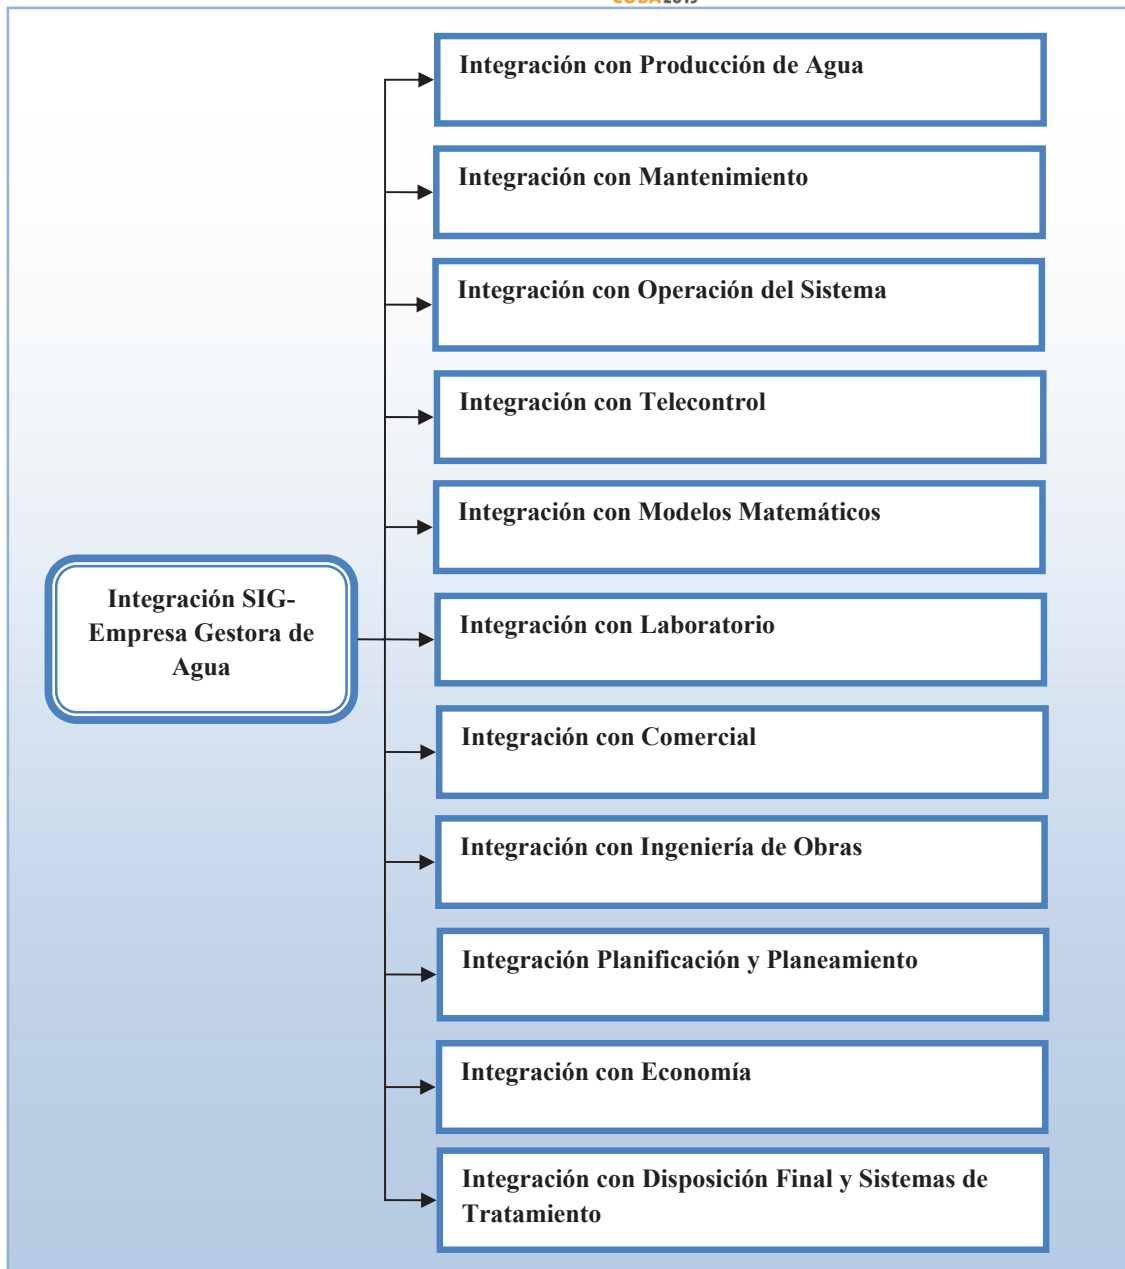 CUBA 2019
Integración con Producción de Agua
Integración con Mantenimiento
Integración con Operación del Sistema
Integración con Telecontrol
Integración con Modelos Matemáticos
Integración SIG-
Empresa Gestora de
Agua
Integración con Laboratorio
Integración con Comercial
Integración con Ingeniería de Obras
Integración Planificación y Planeamiento
Integración con Economía
Integración con Disposición Final y Sistemas de
Tratamiento